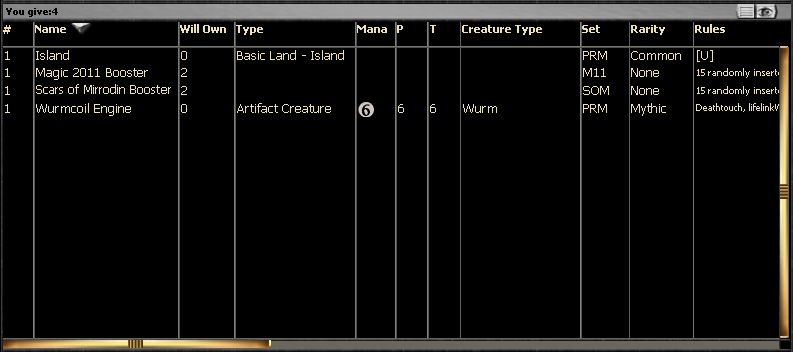 You give:4
# Name Will Own Type Mana P T Creature Type Set Rarity Rules
1 Island 0 Basic Land - Island PRM Common [U]
1 Magic 2011 Booster 2 M11 None 15 randomly inserte
1 Scars of Mirrodin Booster 2 SOM None 15 randomly inserte
1 Wurmcoil Engine 0 Artifact Creature 6 6 6 Wurm PRM Mythic Deathtouch, lifelinkW